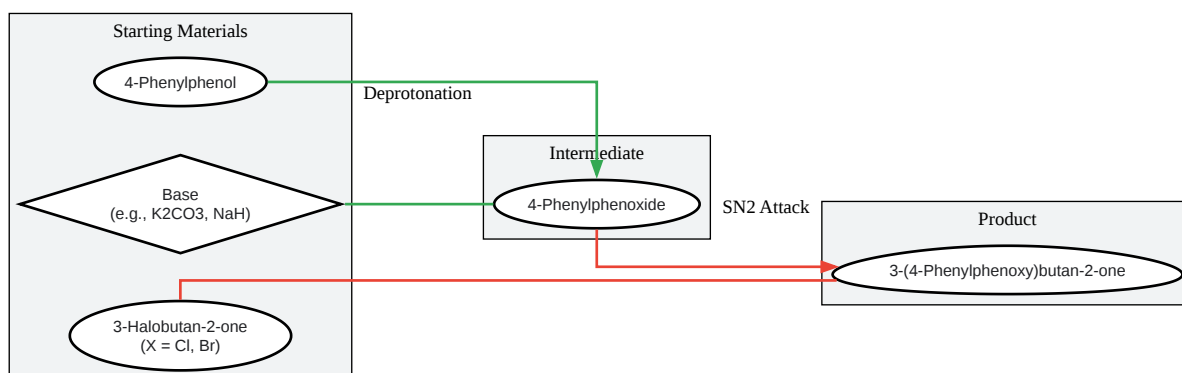 Starting Materials
4-Phenylphenol
Deprotonation
Base
(e.g., K2CO3, NaH)
Intermediate
4-Phenylphenoxide
SN2 Attack
Product
3-(4-Phenylphenoxy)butan-2-one
3-Halobutan-2-one
(X = Cl, Br)